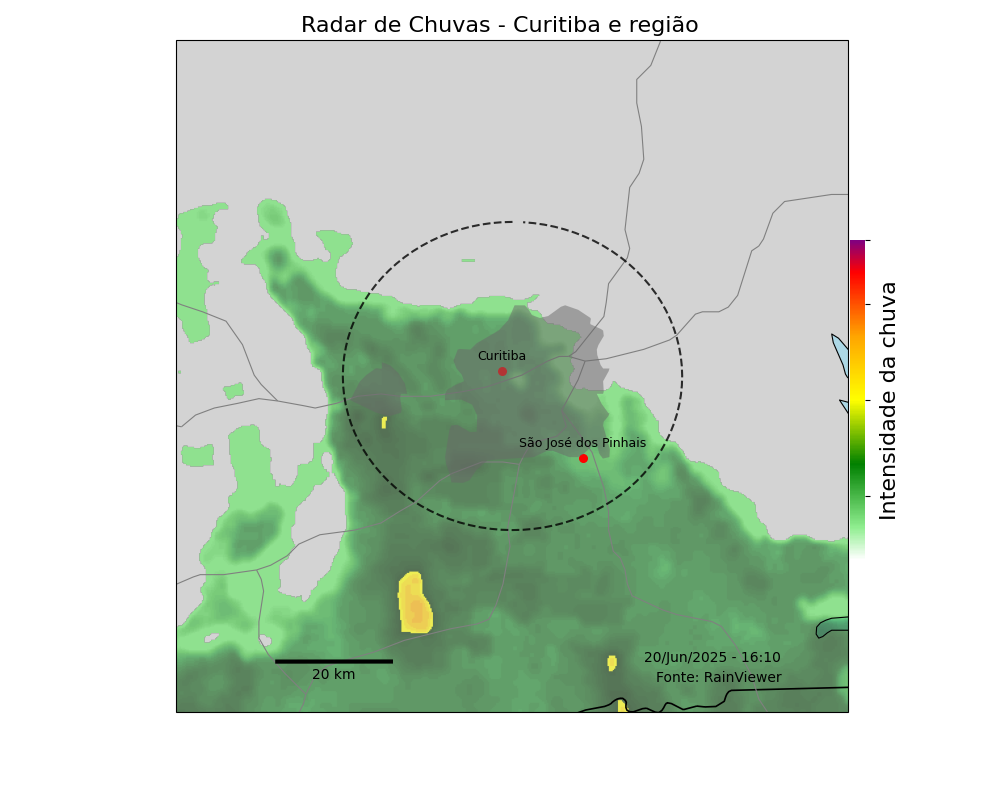 Radar de Chuvas - Curitiba e região
Curitiba
São José dos Pinhais
Intensidade da chuva
20/Jun/2025 - 16:10
20 km
Fonte: RainViewer